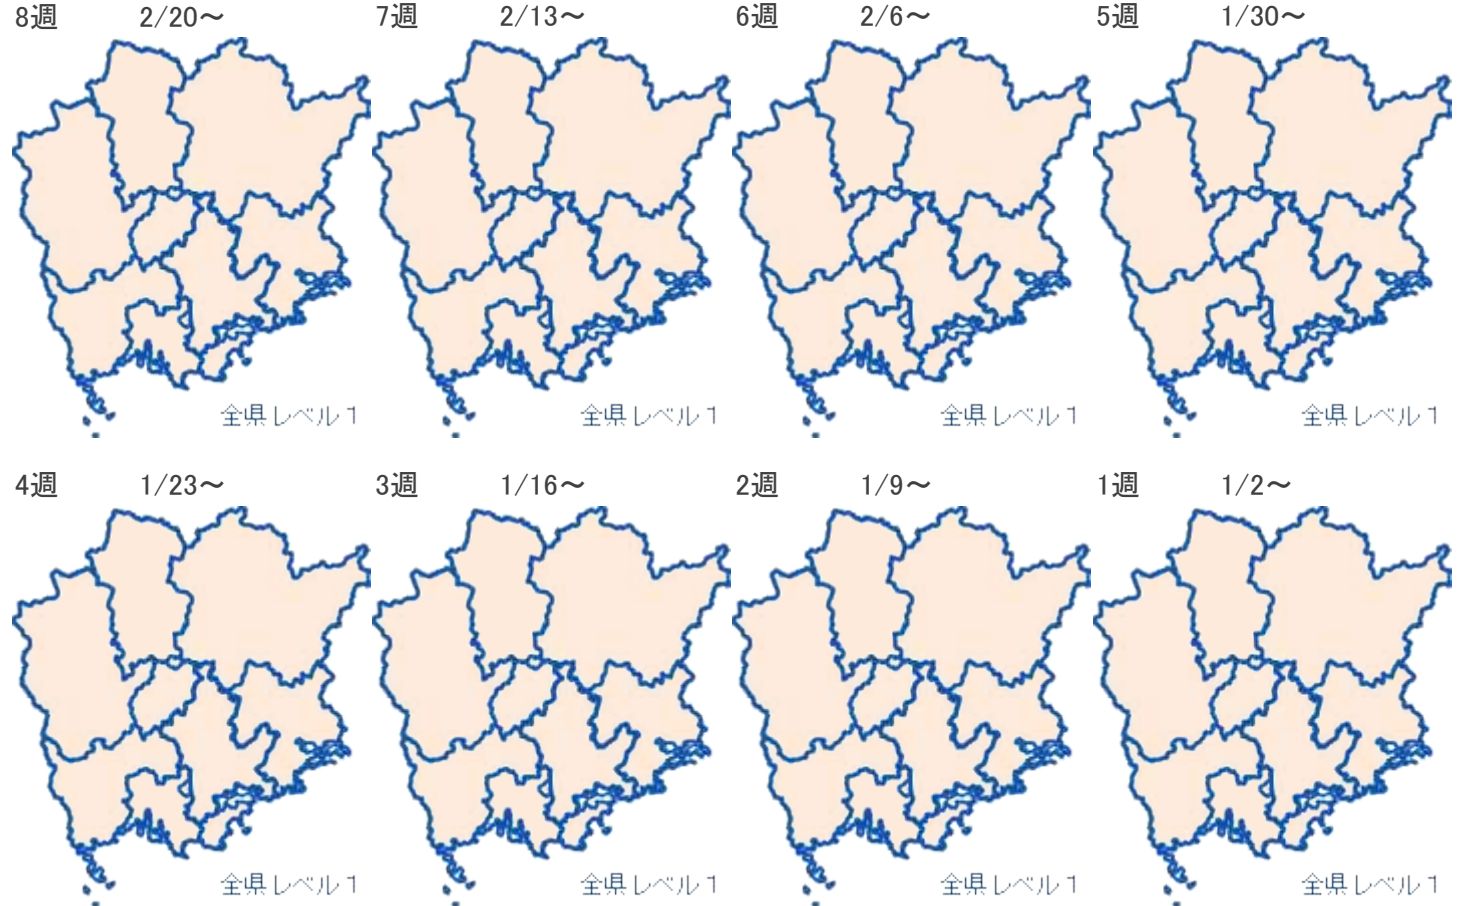 8週 2/20～ 7週 2/13～ 6週 2/6～ 5週 1/30～
全県レベル1 全県レベル1 全県レベル1 全県レベル1
4週 1/23～ 3週 1/16～ 2週 1/9～ 1週 1/2～
全県レベル1 全県レベル1 全県レベル1 全県レベル1